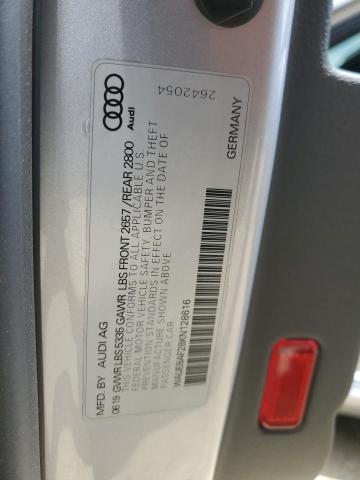 MFD. BY AUDI AG
Audi
2642054
0619 GVWR LBS 5335 GAWR LBS FRONT 2657 / REAR 2800
THIS VEHICLE CONFORMS TO ALL APPLICABLE U S
FEDERAL MOTOR VEHICLE SAFETY, BUMPER AND THEFT
PREVENTION STANDARDS IN EFFECT ON THE DATE OF
MANUFACTURE SHOWN ABOVE
PASSENGER CAR
WAUE8AF28KN128616
GERMANY